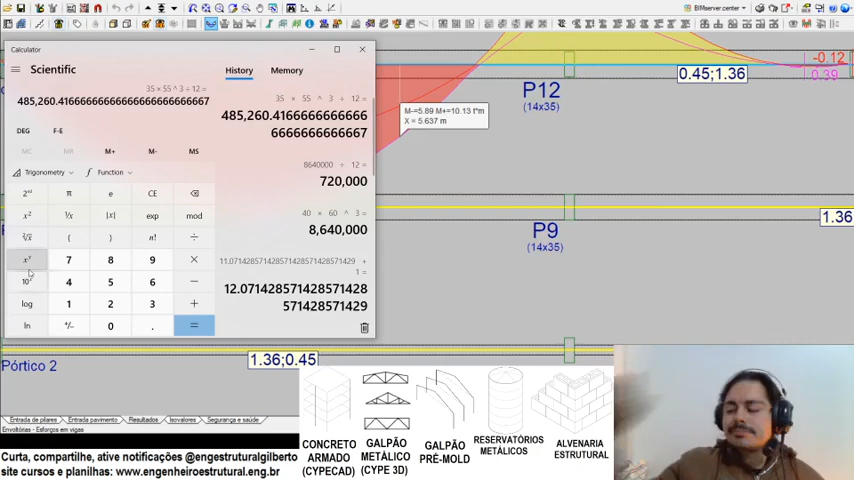 BIMserver.center
Calculator
Scientific
35 × 55 ^ 3 ÷ 12 =
485,260.4166666666666666666667
DEG
F-E
MC
MR
M+
M-
MS
Trigonometry
Function
2ⁿᵈ
π
e
CE
x²
¹/x
|x|
exp
mod
²√x
(
)
n!
÷
xʸ
7
8
9
×
10ˣ
4
5
6
−
log
1
2
3
+
ln
+/−
0
.
=
History
Memory
35 × 55 ^ 3 ÷ 12 =
485,260.4166666666666
6666666666667
8640000 ÷ 12 =
720,000
40 × 60 ^ 3 =
8,640,000
11.071428571428571428571428571429 +
1 =
12.071428571428571428
571428571429
M-=5.89 M+=10.13 t*m
X = 5.637 m
P12
(14x35)
0.45;1.36
-0.12
0.39
P9
(14x35)
1.36
Pórtico 2
1.36;0.45
Entrada de pilares
Entrada pavimento
Resultados
Isovalores
Segurança e saúde
Envoltórias - Esforços em vigas
Curta, compartilhe, ative notificações @engestruturalgilberto
site cursos e planilhas: www.engenheiroestrutural.eng.br
CONCRETO
ARMADO
(CYPECAD)
GALPÃO
METÁLICO
(CYPE 3D)
GALPÃO
PRÉ-MOLD
RESERVATÓRIOS
METÁLICOS
ALVENARIA
ESTRUTURAL